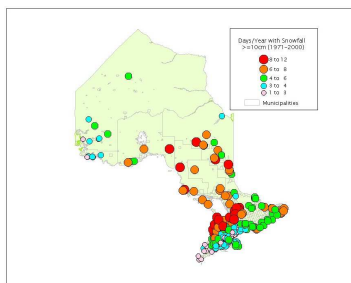 Days/Year with Snowfall
>=10cm (1971-2000)
8 to 12
6 to 8
4 to 6
3 to 4
1 to 3
Municipalities